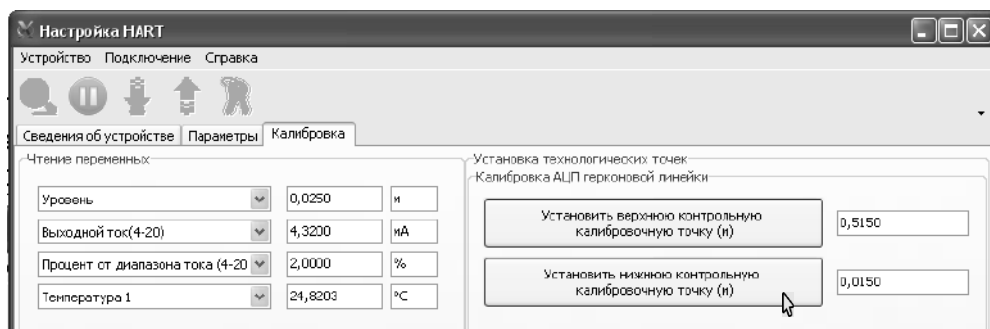 Настройка HART
Устройство Подключение Справка
Сведения об устройстве Параметры Калибровка
Чтение переменных
Уровень 0,0250 м
Выходной ток(4-20) 4,3200 мА
Процент от диапазона тока (4-20 2,0000 %
Температура 1 24,8203 °C
Установка технологических точек
Калибровка АЦП герконовой линейки
Установить верхнюю контрольную
калибровочную точку (м)
0,5150
Установить нижнюю контрольную
калибровочную точку (м)
0,0150